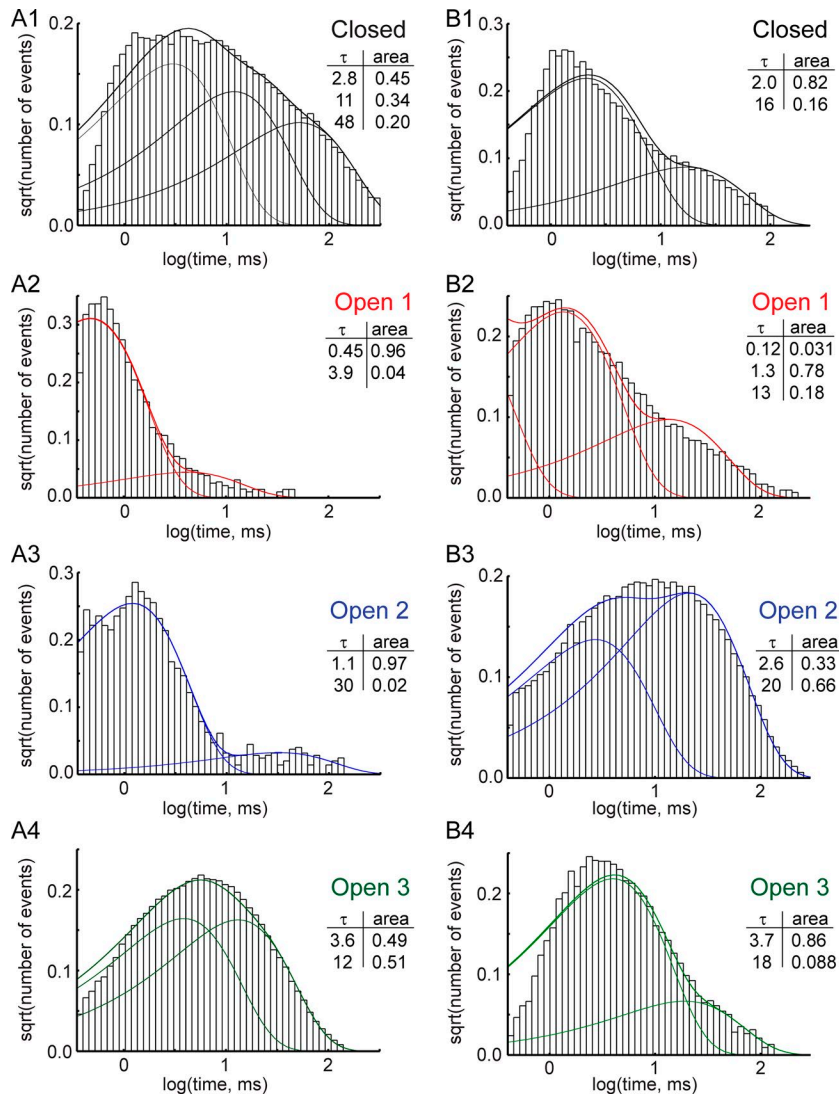 A1
Closed
τ area
2.8 0.45
11 0.34
48 0.20
sqrt(number of events)
0.2
0.1
0.0
0 1 2
log(time, ms)
B1
Closed
τ area
2.0 0.82
16 0.16
sqrt(number of events)
0.3
0.2
0.1
0.0
0 1 2
log(time, ms)
A2
Open 1
τ area
0.45 0.96
3.9 0.04
sqrt(number of events)
0.3
0.2
0.1
0.0
0 1 2
log(time, ms)
B2
Open 1
τ area
0.12 0.031
1.3 0.78
13 0.18
sqrt(number of events)
0.2
0.1
0.0
0 1 2
log(time, ms)
A3
Open 2
τ area
1.1 0.97
30 0.02
sqrt(number of events)
0.3
0.2
0.1
0.0
0 1 2
log(time, ms)
B3
Open 2
τ area
2.6 0.33
20 0.66
sqrt(number of events)
0.2
0.1
0.0
0 1 2
log(time, ms)
A4
Open 3
τ area
3.6 0.49
12 0.51
sqrt(number of events)
0.2
0.1
0.0
0 1 2
log(time, ms)
B4
Open 3
τ area
3.7 0.86
18 0.088
sqrt(number of events)
0.2
0.1
0.0
0 1 2
log(time, ms)